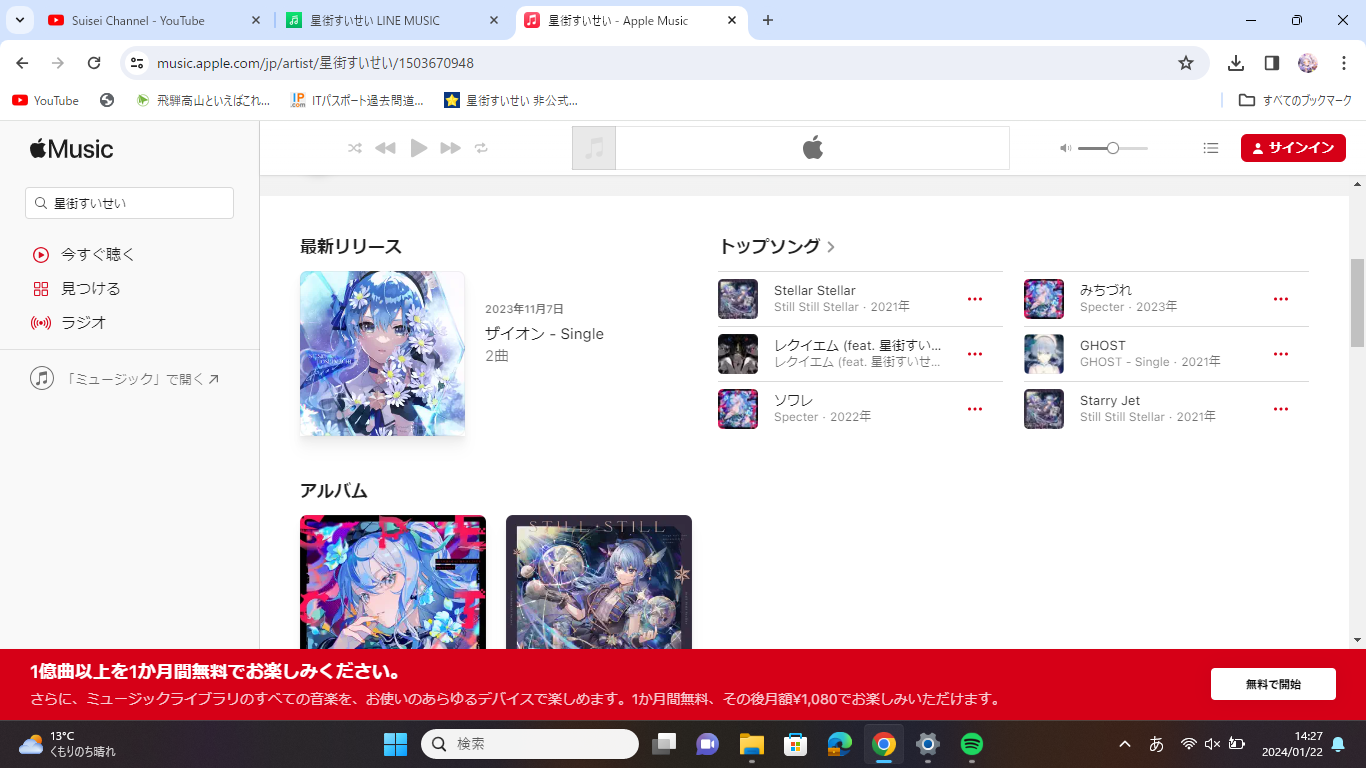 Suisei Channel - YouTube
星街すいせい LINE MUSIC
星街すいせい - Apple Music
music.apple.com/jp/artist/星街すいせい/1503670948
YouTube
飛騨高山といえばこれ...
ITパスポート過去問道...
星街すいせい 非公式...
すべてのブックマーク
Music
サインイン
星街すいせい
今すぐ聴く
見つける
ラジオ
「ミュージック」で開く
最新リリース
2023年11月7日
ザイオン - Single
2曲
トップソング
Stellar Stellar
Still Still Stellar · 2021年
レクイエム (feat. 星街すい...
レクイエム (feat. 星街すいせ...
ソワレ
Specter · 2022年
みちづれ
Specter · 2023年
GHOST
GHOST - Single · 2021年
Starry Jet
Still Still Stellar · 2021年
アルバム
STILL STILL
1億曲以上を1か月間無料でお楽しみください。
さらに、ミュージックライブラリのすべての音楽を、お使いのあらゆるデバイスで楽しめます。1か月間無料、その後月額¥1,080でお楽しみいただけます。
無料で開始
13°C
くもりのち晴れ
検索
あ
14:27
2024/01/22